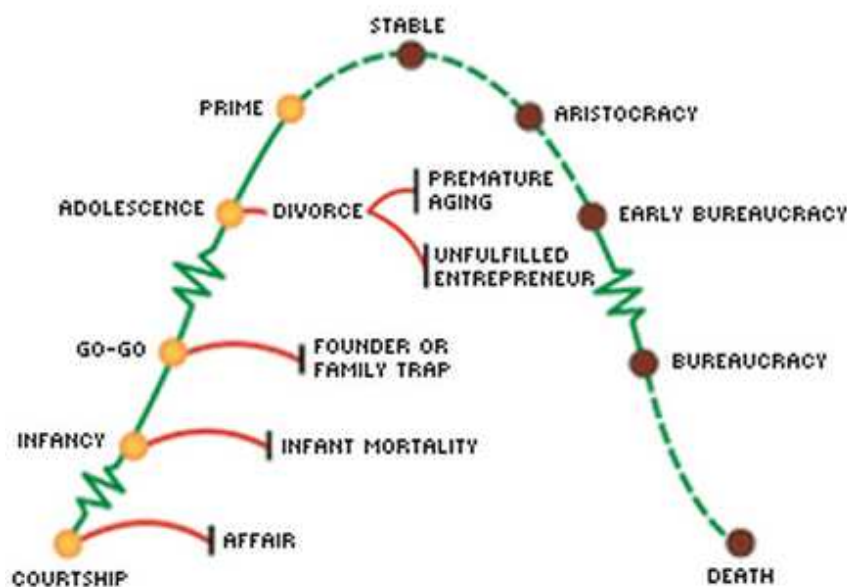 STABLE
PRIME
ARISTOCRACY
ADOLESCENCE
DIVORCE
PREMATURE
AGING
EARLY BUREAUCRACY
UNFULFILLED
ENTREPRENEUR
GO-GO
FOUNDER OR
FAMILY TRAP
BUREAUCRACY
INFANCY
INFANT MORTALITY
AFFAIR
COURTSHIP
DEATH